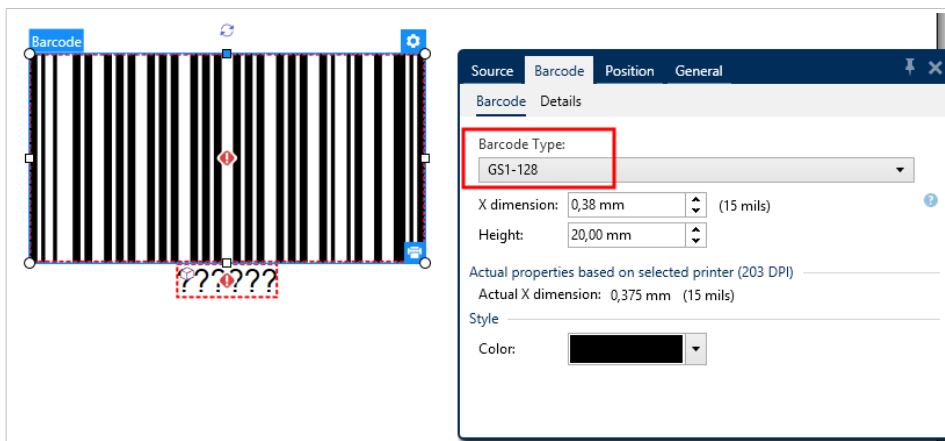 Barcode
??????
Source Barcode Position General
Barcode Details
Barcode Type:
GS1-128
X dimension: 0,38 mm (15 mils)
?
Height: 20,00 mm
Actual properties based on selected printer (203 DPI)
Actual X dimension: 0,375 mm (15 mils)
Style
Color: